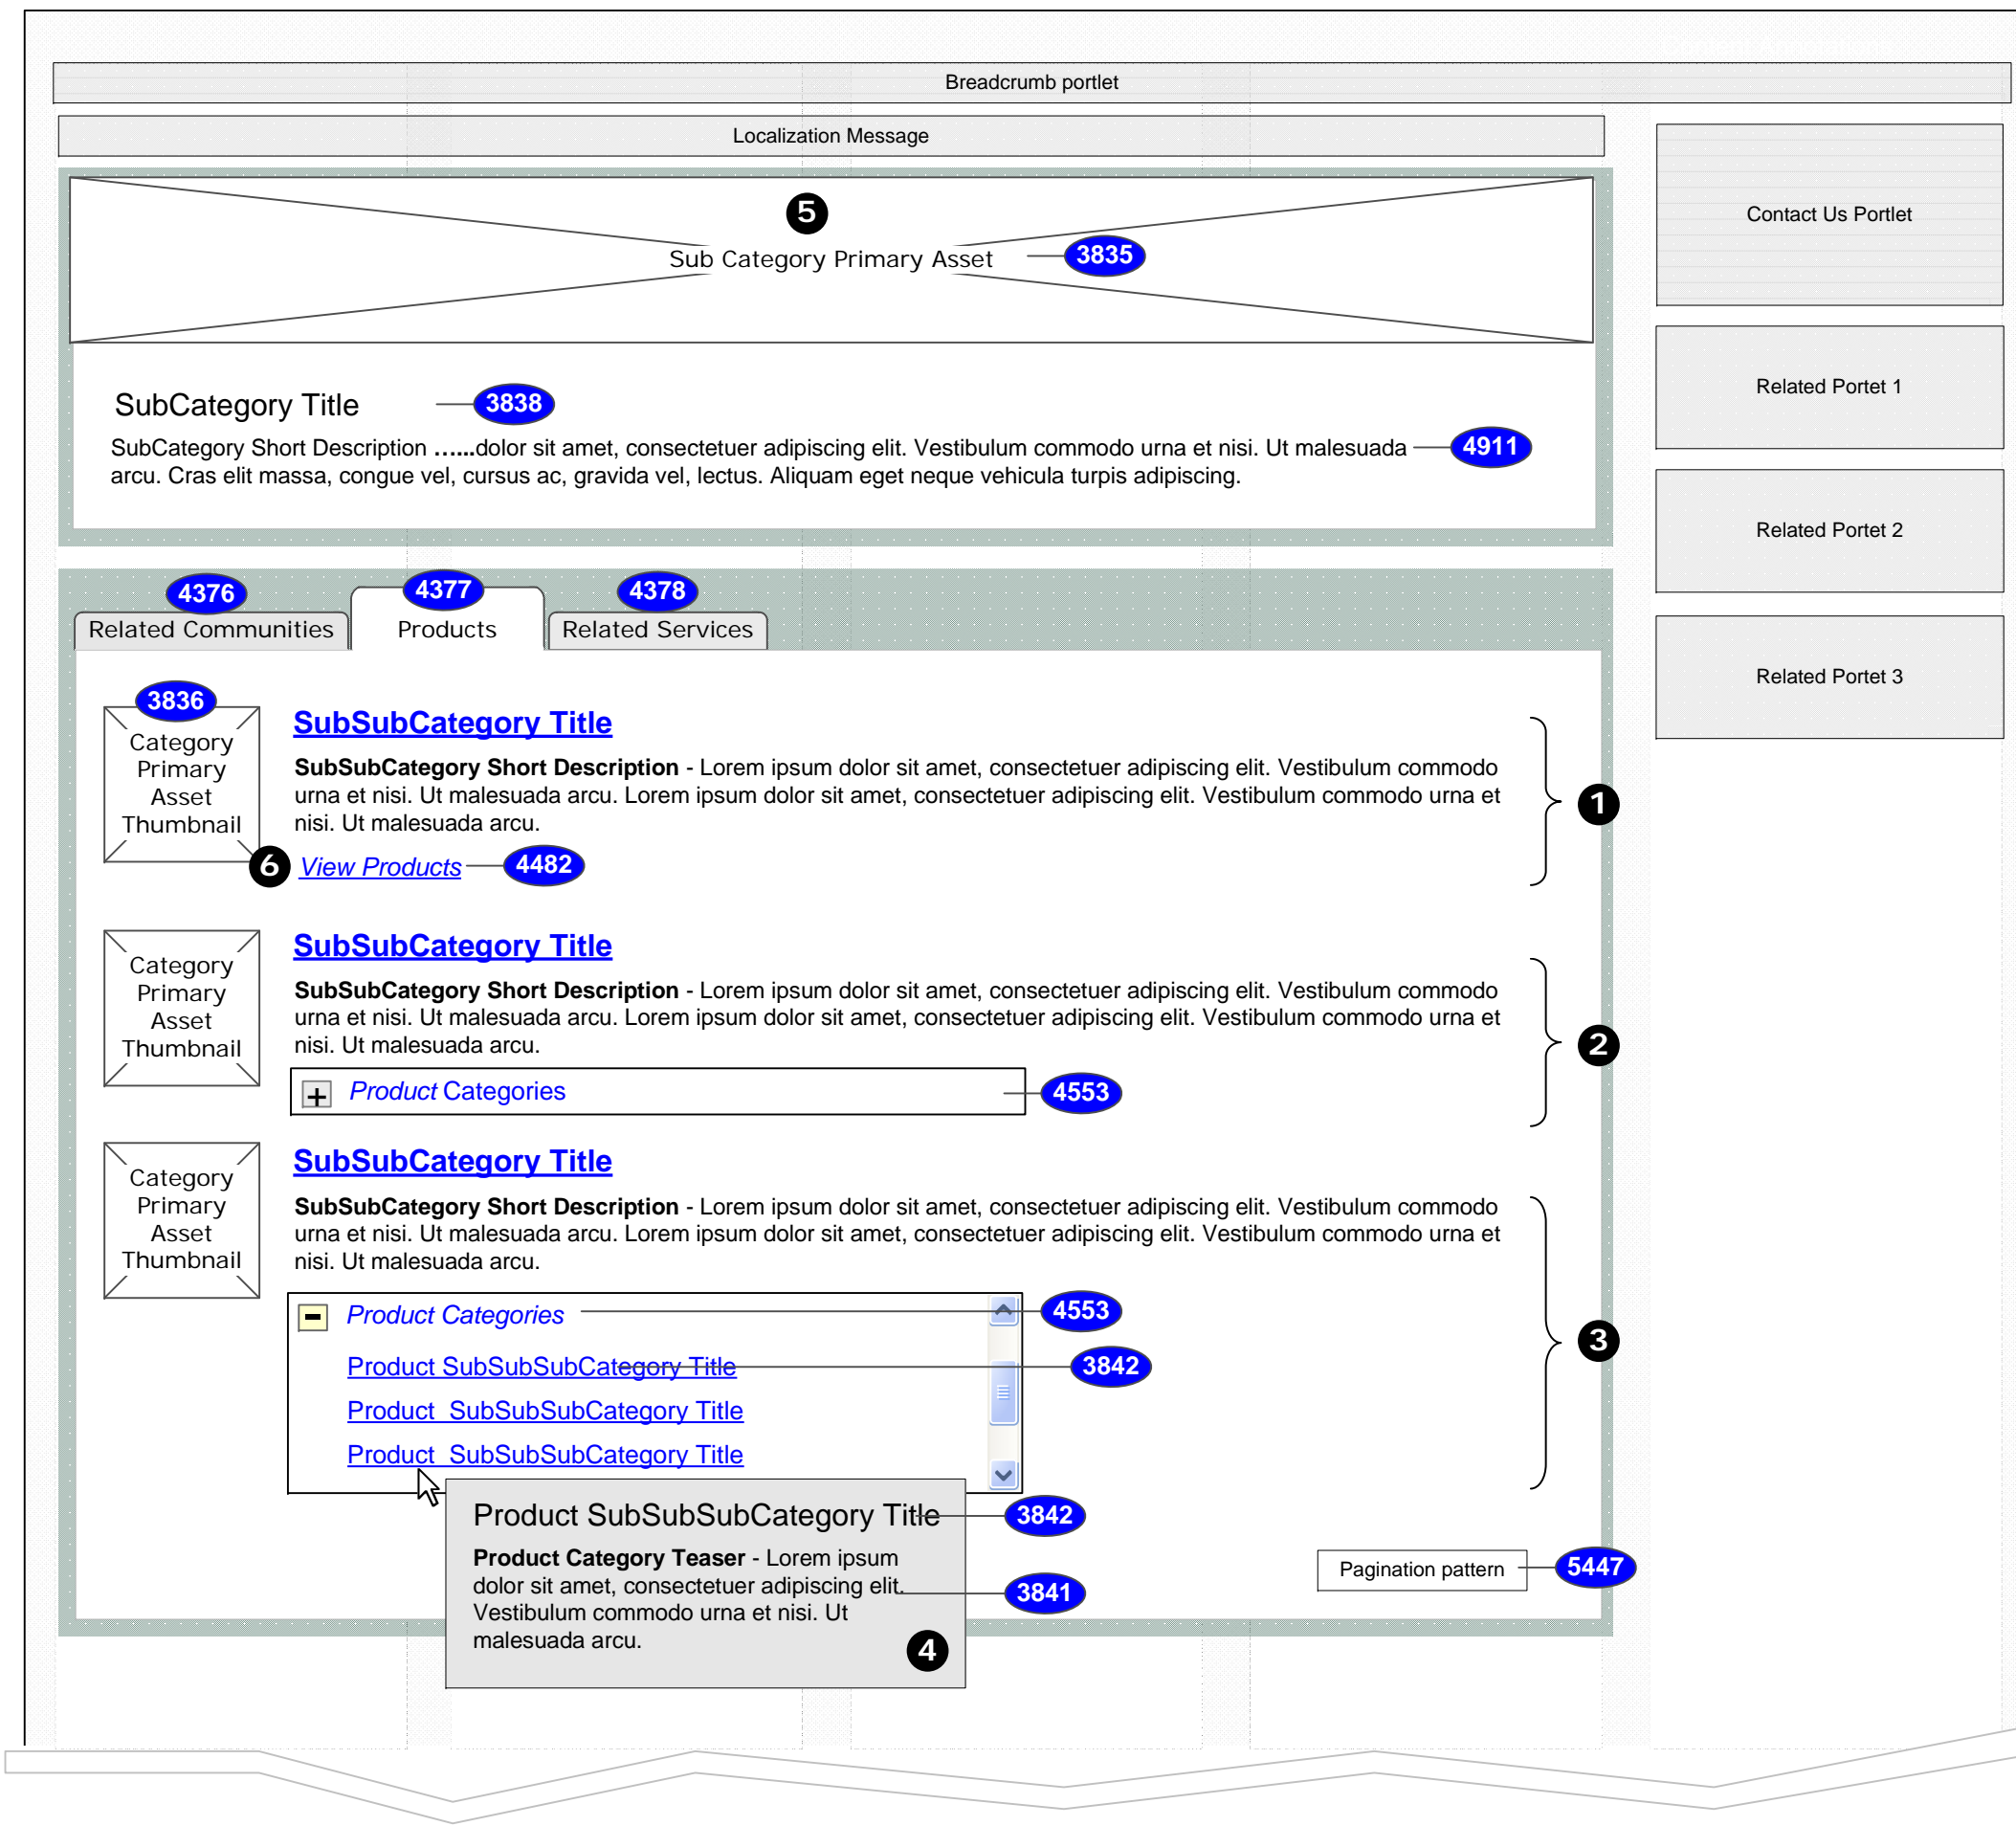 Breadcrumb portlet
Localization Message
Contact Us Portlet
5
Sub Category Primary Asset
3835
Related Portet 1
SubCategory Title
3838
SubCategory Short Description …...dolor sit amet, consectetuer adipiscing elit. Vestibulum commodo urna et nisi. Ut malesuada
4911
arcu. Cras elit massa, congue vel, cursus ac, gravida vel, lectus. Aliquam eget neque vehicula turpis adipiscing.
Related Portet 2
4376
4377
4378
Related Communities
Products
Related Services
Related Portet 3
3836
Category
Primary
Asset
Thumbnail
SubSubCategory Title
SubSubCategory Short Description - Lorem ipsum dolor sit amet, consectetuer adipiscing elit. Vestibulum commodo
urna et nisi. Ut malesuada arcu. Lorem ipsum dolor sit amet, consectetuer adipiscing elit. Vestibulum commodo urna et
nisi. Ut malesuada arcu.
1
6
View Products
4482
Category
Primary
Asset
Thumbnail
SubSubCategory Title
SubSubCategory Short Description - Lorem ipsum dolor sit amet, consectetuer adipiscing elit. Vestibulum commodo
urna et nisi. Ut malesuada arcu. Lorem ipsum dolor sit amet, consectetuer adipiscing elit. Vestibulum commodo urna et
nisi. Ut malesuada arcu.
2
+ Product Categories
4553
Category
Primary
Asset
Thumbnail
SubSubCategory Title
SubSubCategory Short Description - Lorem ipsum dolor sit amet, consectetuer adipiscing elit. Vestibulum commodo
urna et nisi. Ut malesuada arcu. Lorem ipsum dolor sit amet, consectetuer adipiscing elit. Vestibulum commodo urna et
nisi. Ut malesuada arcu.
3
- Product Categories
4553
Product SubSubSubCategory Title
3842
Product SubSubSubCategory Title
Product SubSubSubCategory Title
Product SubSubSubCategory Title
3842
Product Category Teaser - Lorem ipsum
dolor sit amet, consectetuer adipiscing elit.
Vestibulum commodo urna et nisi. Ut
malesuada arcu.
3841
4
Pagination pattern
5447